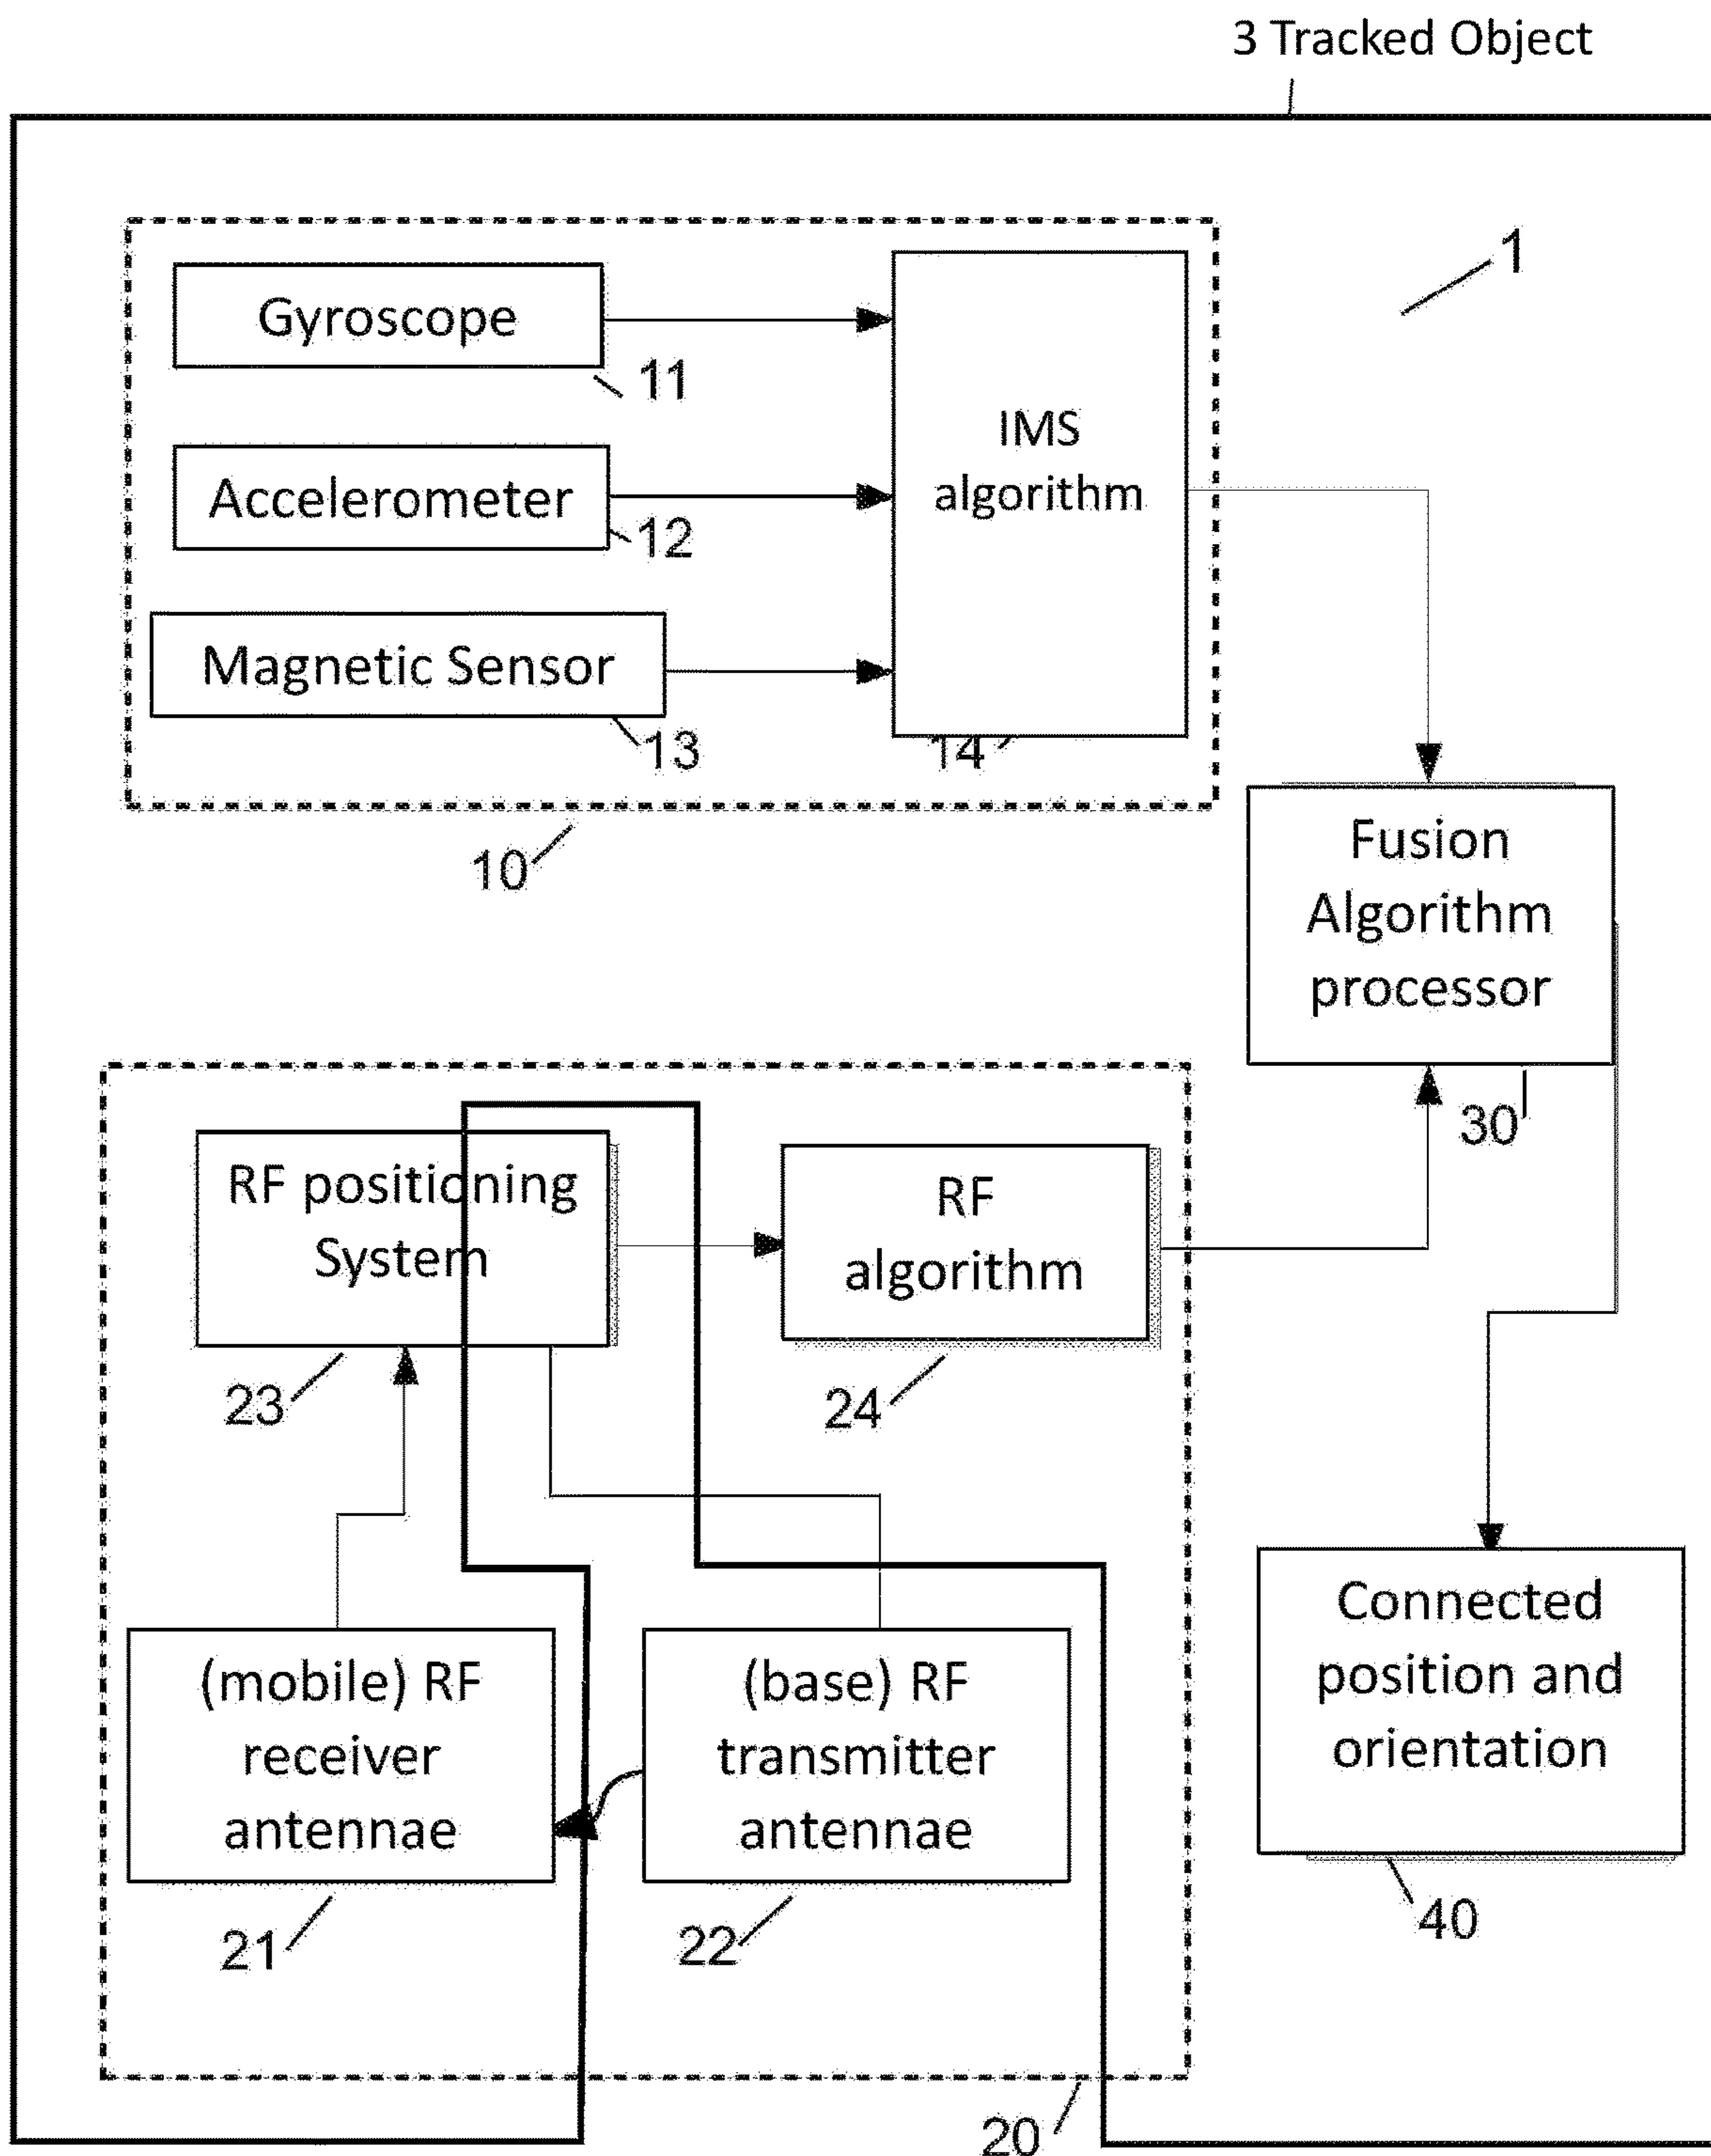 3 Tracked Object
1
Gyroscope
11
IMS
algorithm
Accelerometer
12
Magnetic Sensor
13
14
10
Fusion
Algorithm
processor
30
RF positioning
System
23
RF
algorithm
24
(mobile) RF
receiver
antennae
21
(base) RF
transmitter
antennae
22
Connected
position and
orientation
40
20